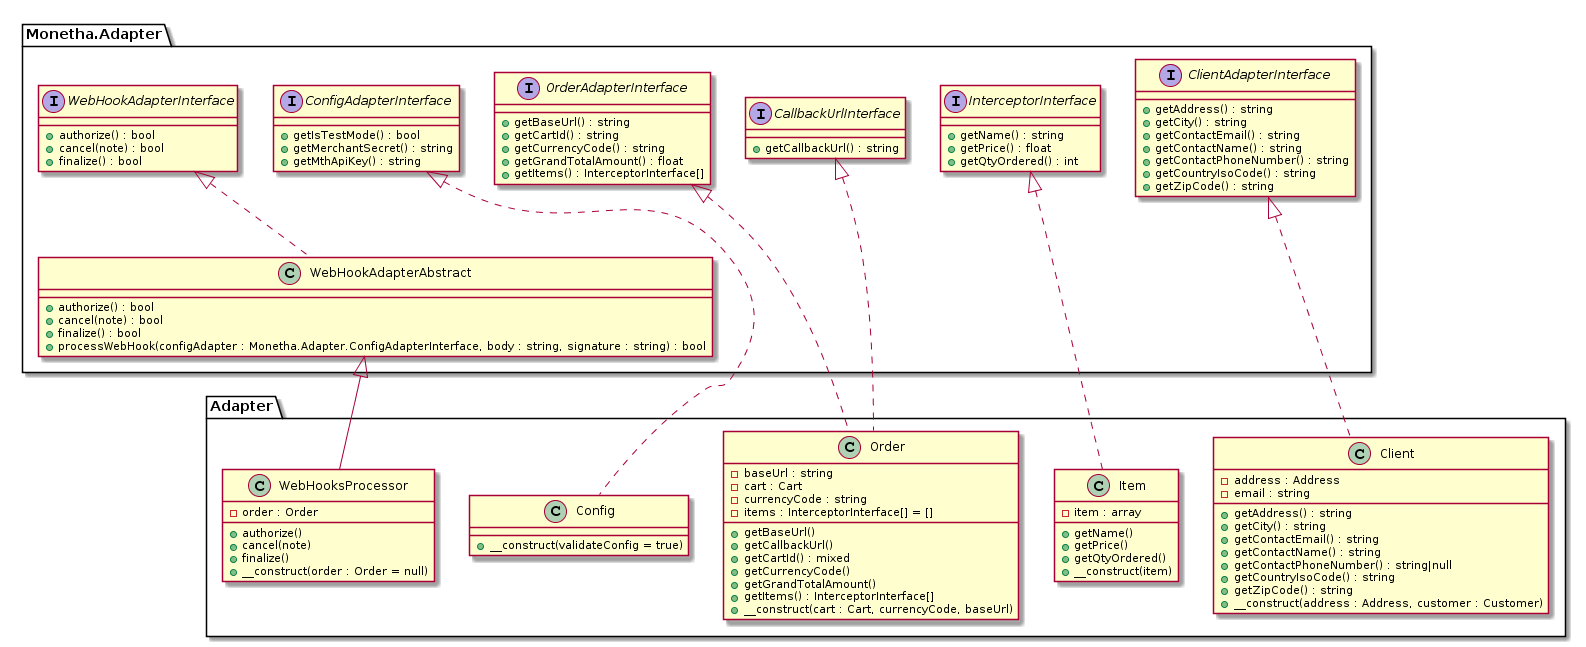 Monetha.Adapter
I WebHookAdapterInterface
authorize() : bool
cancel(note) : bool
finalize() : bool
I ConfigAdapterInterface
getIsTestMode() : bool
getMerchantSecret() : string
getMthApiKey() : string
I OrderAdapterInterface
getBaseUrl() : string
getCartId() : string
getCurrencyCode() : string
getGrandTotalAmount() : float
getItems() : InterceptorInterface[]
I CallbackUrlInterface
getCallbackUrl() : string
I InterceptorInterface
getName() : string
getPrice() : float
getQtyOrdered() : int
I ClientAdapterInterface
getAddress() : string
getCity() : string
getContactEmail() : string
getContactName() : string
getContactPhoneNumber() : string
getCountryIsoCode() : string
getZipCode() : string
C WebHookAdapterAbstract
authorize() : bool
cancel(note) : bool
finalize() : bool
processWebHook(configAdapter : Monetha.Adapter.ConfigAdapterInterface, body : string, signature : string) : bool
Adapter
C WebHooksProcessor
order : Order
authorize()
cancel(note)
finalize()
__construct(order : Order = null)
C Config
__construct(validateConfig = true)
C Order
baseUrl : string
cart : Cart
currencyCode : string
items : InterceptorInterface[] = []
getBaseUrl()
getCallbackUrl()
getCartId() : mixed
getCurrencyCode()
getGrandTotalAmount()
getItems() : InterceptorInterface[]
__construct(cart : Cart, currencyCode, baseUrl)
C Item
item : array
getName()
getPrice()
getQtyOrdered()
__construct(item)
C Client
address : Address
email : string
getAddress() : string
getCity() : string
getContactEmail() : string
getContactName() : string
getContactPhoneNumber() : string|null
getCountryIsoCode() : string
getZipCode() : string
__construct(address : Address, customer : Customer)